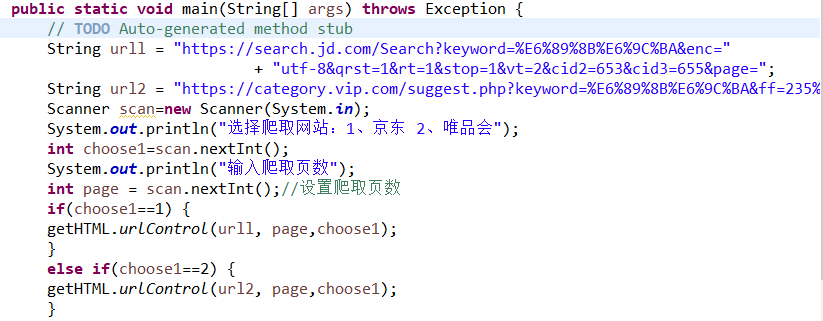 public static void main(String[] args) throws Exception {
// TODO Auto-generated method stub
String urll = "https://search.jd.com/Search?keyword=%E6%89%8B%E6%9C%BA&enc="
+ "utf-8&qrst=1&rt=1&stop=1&vt=2&cid2=653&cid3=655&page=";
String url2 = "https://category.vip.com/suggest.php?keyword=%E6%89%8B%E6%9C%BA&ff=235%
Scanner scan=new Scanner(System.in);
System.out.println("选择爬取网站：1、京东 2、唯品会");
int choose1=scan.nextInt();
System.out.println("输入爬取页数");
int page = scan.nextInt();//设置爬取页数
if(choose1==1) {
getHTML.urlControl(urll, page,choose1);
}
else if(choose1==2) {
getHTML.urlControl(url2, page,choose1);
}